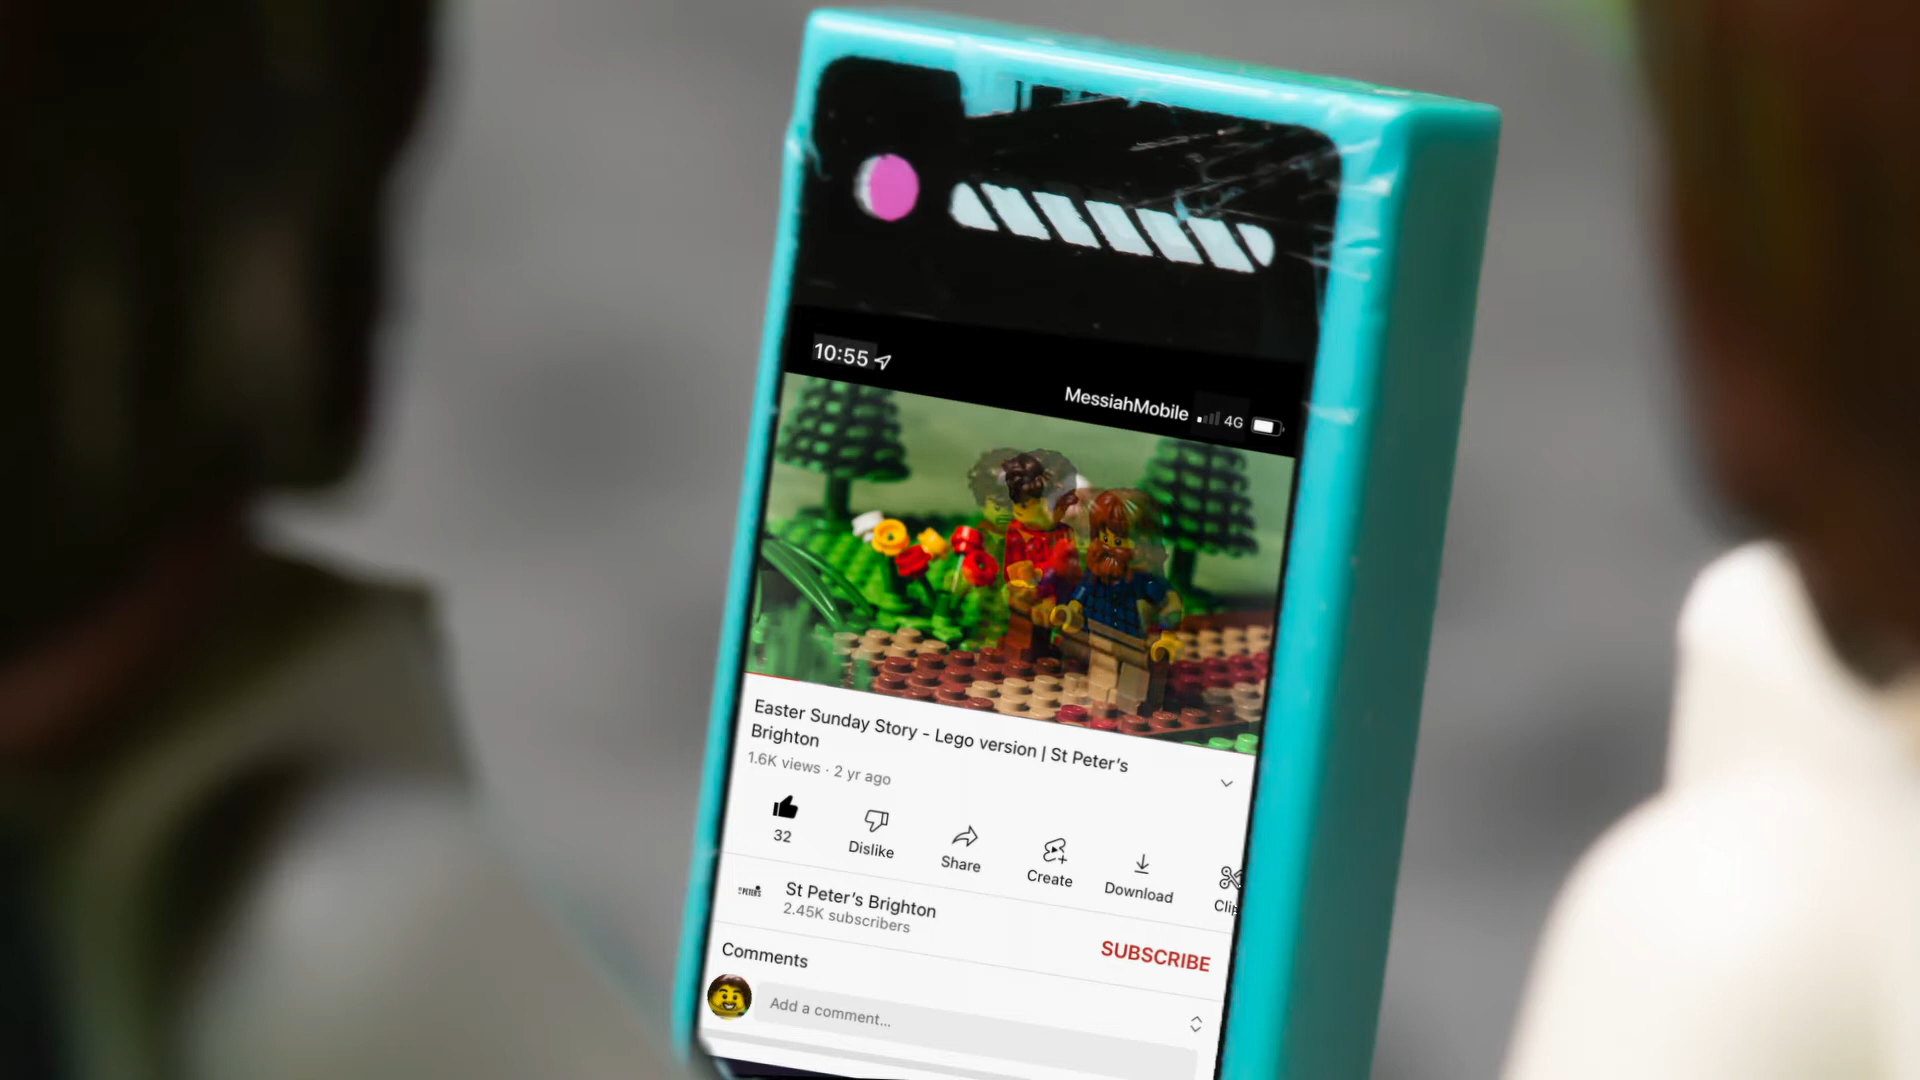 10:55
MessiahMobile 4G
Easter Sunday Story - Lego version | St Peter's
Brighton
1.6K views · 2 yr ago
32
Dislike
Share
Create
Download
Clip
St Peter's Brighton
2.45K subscribers
SUBSCRIBE
Comments
Add a comment...